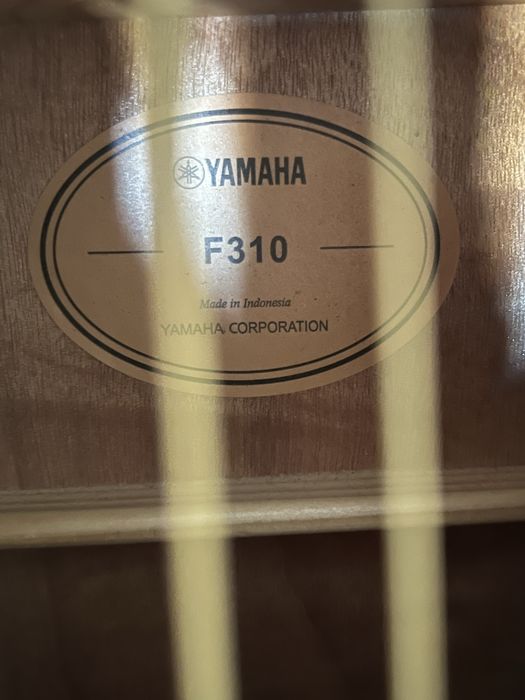 YAMAHA
F310
Made in Indonesia
YAMAHA CORPORATION